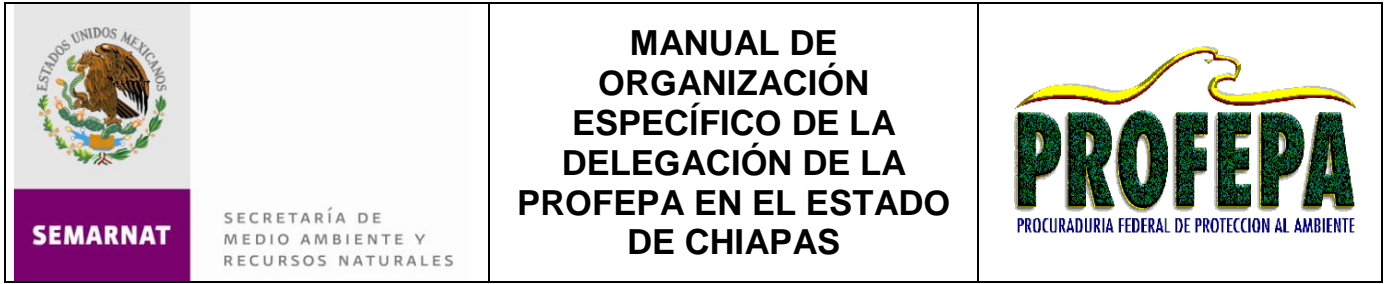 ESTADOS UNIDOS MEXICANOS
SEMARNAT
SECRETARÍA DE
MEDIO AMBIENTE Y
RECURSOS NATURALES
MANUAL DE
ORGANIZACIÓN
ESPECÍFICO DE LA
DELEGACIÓN DE LA
PROFEPA EN EL ESTADO
DE CHIAPAS
PROFEPA
PROCURADURIA FEDERAL DE PROTECCION AL AMBIENTE